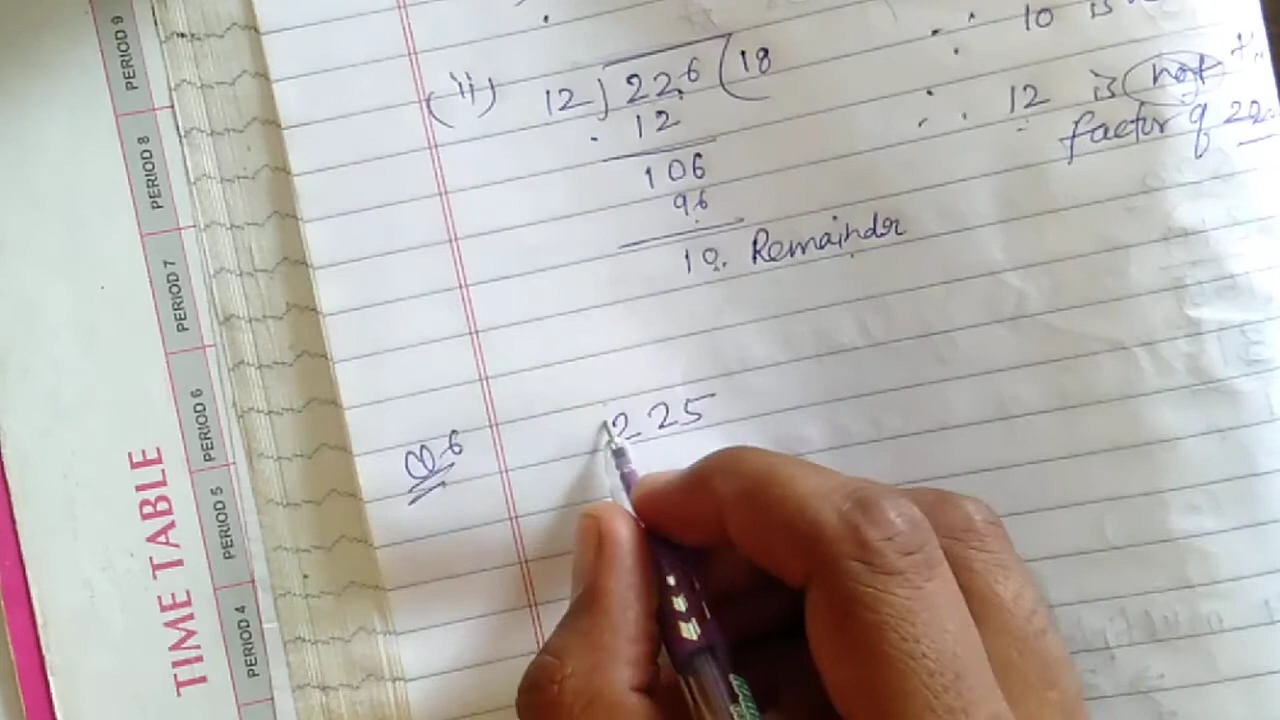 ∴ 10 is
(ii) 12 ) 226 ( 18
12
106
96
10. Remainder
∴ 12 is not
factor of 22
Q.6
225
TIME TABLE
PERIOD 9
PERIOD 8
PERIOD 7
PERIOD 6
PERIOD 5
PERIOD 4